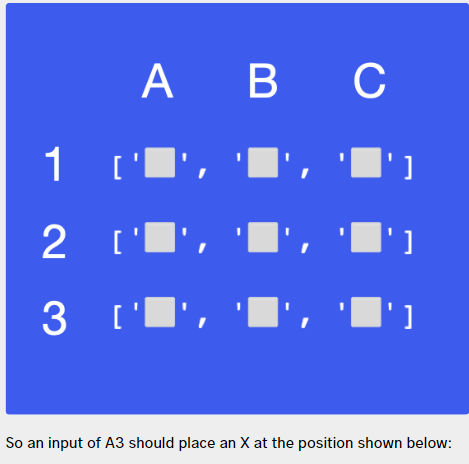 A B C
1 ['⬜', '⬜', '⬜']
2 ['⬜', '⬜', '⬜']
3 ['⬜', '⬜', '⬜']
So an input of A3 should place an X at the position shown below: